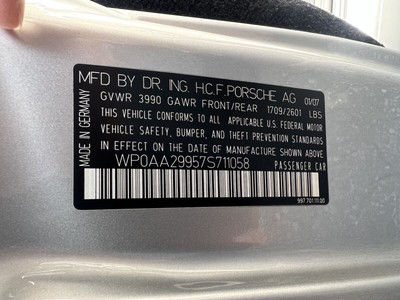 MFD BY DR. ING. H.C.F. PORSCHE AG 01/07
GVWR 3990 GAWR FRONT/REAR 1709/2601 LBS
THIS VEHICLE CONFORMS TO ALL APPLICABLE U.S. FEDERAL MOTOR
VEHICLE SAFETY, BUMPER, AND THEFT PREVENTION STANDARDS
IN EFFECT ON THE DATE OF MANUFACTURE SHOWN ABOVE
WP0AA29957S711058 PASSENGER CAR
MADE IN GERMANY
997.701.111.00